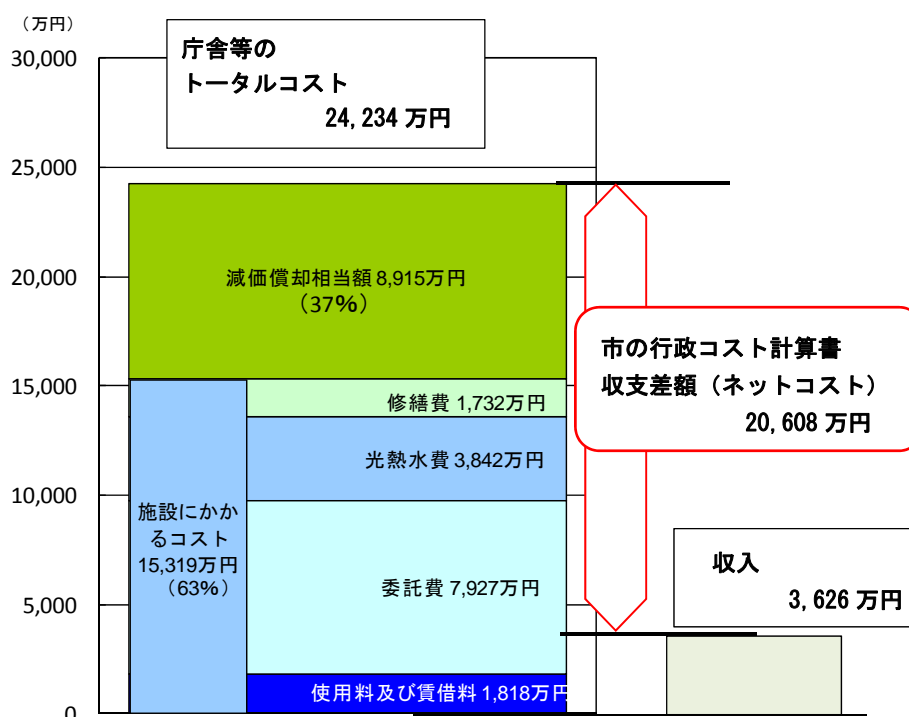 （万円）
30,000
25,000
20,000
15,000
10,000
5,000
0
庁舎等の
トータルコスト
24,234 万円
減価償却相当額 8,915万円
（37%）
修繕費 1,732万円
光熱水費 3,842万円
委託費 7,927万円
使用料及び賃借料 1,818万円
施設にかか
るコスト
15,319万円
（63%）
市の行政コスト計算書
収支差額（ネットコスト）
20,608 万円
収入
3,626 万円